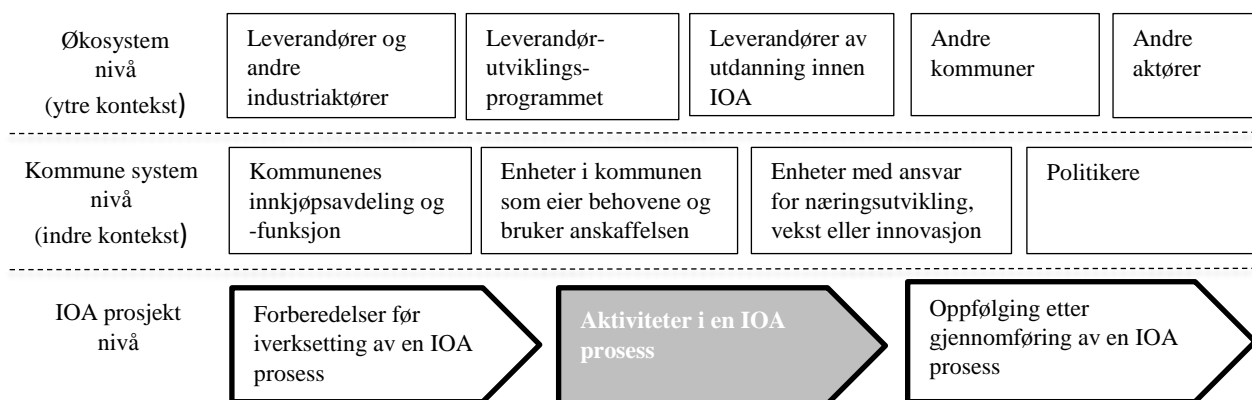 Økosystem
nivå
(ytre kontekst)
Leverandører og
andre
industriaktører
Leverandør-
utviklings-
programmet
Leverandører av
utdanning innen
IOA
Andre
kommuner
Andre
aktører
Kommune system
nivå
(indre kontekst)
Kommunenes
innkjøpsavdeling og
-funksjon
Enheter i kommunen
som eier behovene og
bruker anskaffelsen
Enheter med ansvar
for næringsutvikling,
vekst eller innovasjon
Politikere
IOA prosjekt
nivå
Forberedelser før
iverksetting av en IOA
prosess
Aktiviteter i en IOA
prosess
Oppfølging etter
gjennomføring av en IOA
prosess